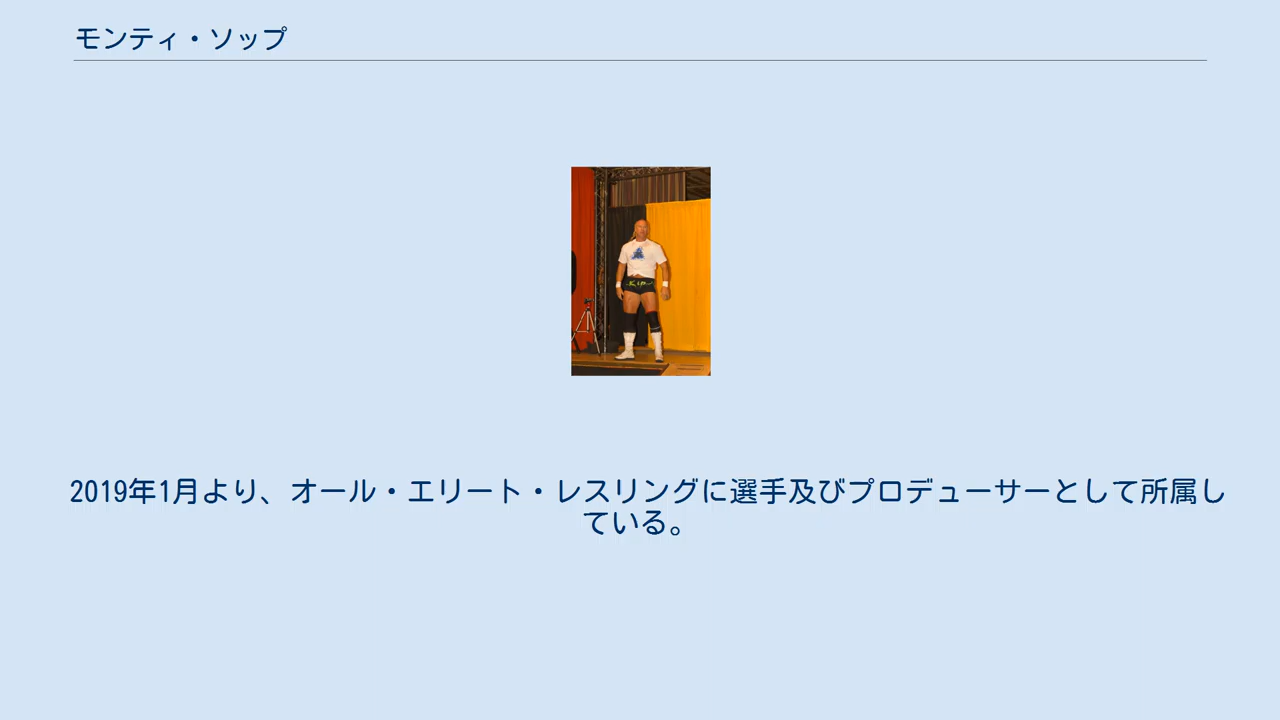 モンティ・ソップ
2019年1月より、オール・エリート・レスリングに選手及びプロデューサーとして所属し
ている。